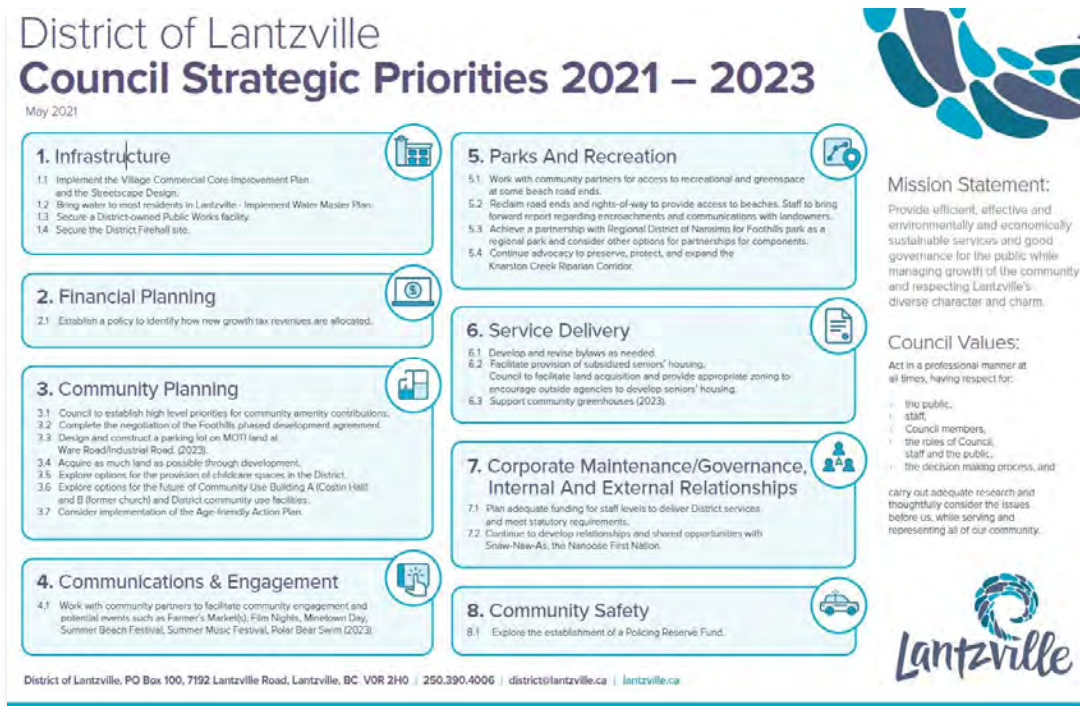 District of Lantzville
Council Strategic Priorities 2021 – 2023
May 2021
1. Infrastructure
1.1 Implement the Village Commercial Core Improvement Plan
and the Streetscape Design.
1.2 Bring water to most residents in Lantzville - Implement Water Master Plan.
1.3 Secure a District-owned Public Works facility.
1.4 Secure the District Firehall site.
2. Financial Planning
2.1 Establish a policy to identify how new growth tax revenues are allocated.
3. Community Planning
3.1 Council to establish high level priorities for community amenity contributions.
3.2 Complete the negotiation of the Foothills phased development agreement.
3.3 Design and construct a parking lot on MOTI land at
Ware Road/Industrial Road. (2023).
3.4 Acquire as much land as possible through development.
3.5 Explore options for the provision of childcare spaces in the District.
3.6 Explore options for the future of Community Use Building A (Costin Hall)
and B (former church) and District community use facilities.
3.7 Consider implementation of the Age-friendly Action Plan.
4. Communications & Engagement
4.1 Work with community partners to facilitate community engagement and
potential events such as Farmer's Market(s), Film Nights, Minetown Day,
Summer Beach Festival, Summer Music Festival, Polar Bear Swim (2023).
5. Parks And Recreation
5.1 Work with community partners for access to recreational and greenspace
at some beach road ends.
5.2 Reclaim road ends and rights-of-way to provide access to beaches. Staff to bring
forward report regarding encroachments and communications with landowners.
5.3 Achieve a partnership with Regional District of Nanaimo for Foothills park as a
regional park and consider other options for partnerships for components.
5.4 Continue advocacy to preserve, protect, and expand the
Knarston Creek Riparian Corridor.
6. Service Delivery
6.1 Develop and revise bylaws as needed.
6.2 Facilitate provision of subsidized seniors' housing.
Council to facilitate land acquisition and provide appropriate zoning to
encourage outside agencies to develop seniors' housing.
6.3 Support community greenhouses (2023).
7. Corporate Maintenance/Governance,
Internal And External Relationships
7.1 Plan adequate funding for staff levels to deliver District services
and meet statutory requirements.
7.2 Continue to develop relationships and shared opportunities with
Snaw-Naw-As, the Nanoose First Nation.
8. Community Safety
8.1 Explore the establishment of a Policing Reserve Fund.
Mission Statement:
Provide efficient, effective and
environmentally and economically
sustainable services and good
governance for the public while
managing growth of the community
and respecting Lantzville's
diverse character and charm.
Council Values:
Act in a professional manner at
all times, having respect for:
· the public,
· staff,
· Council members,
· the roles of Council,
staff and the public,
· the decision making process, and
carry out adequate research and
thoughtfully consider the issues
before us, while serving and
representing all of our community.
Lantzville
District of Lantzville, PO Box 100, 7192 Lantzville Road, Lantzville, BC V0R 2H0 | 250.390.4006 | district@lantzville.ca | lantzville.ca